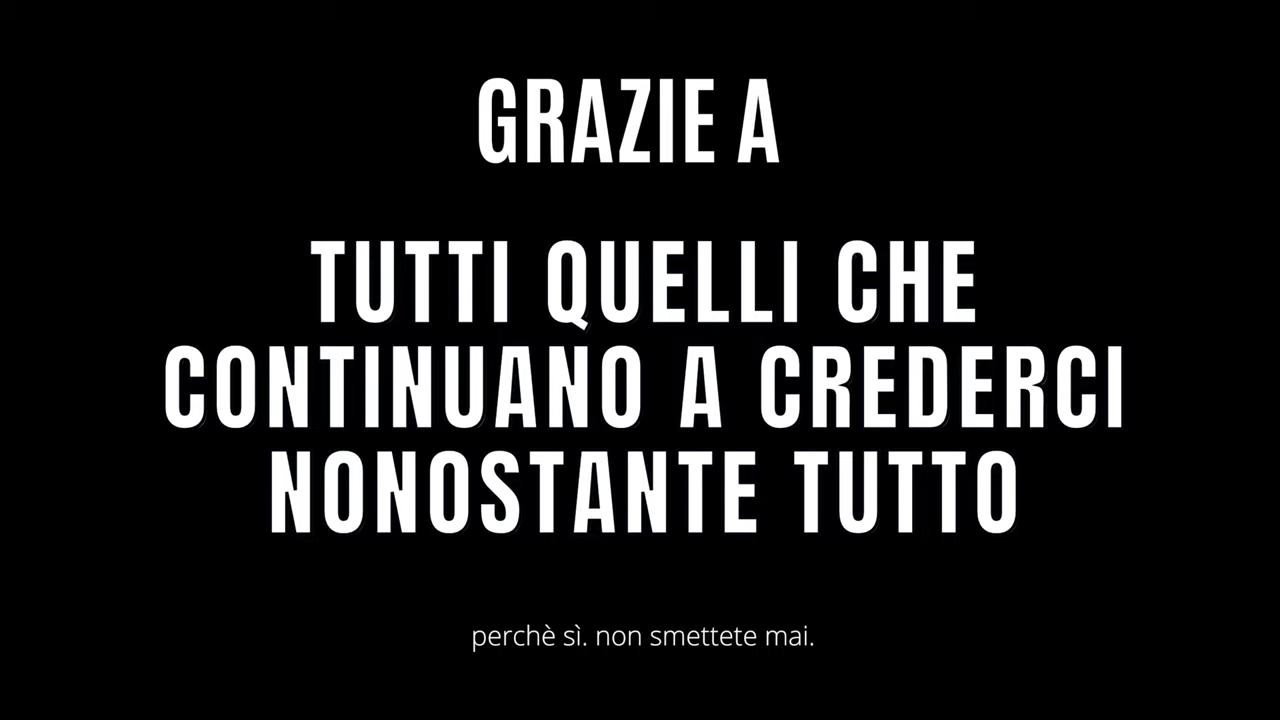 GRAZIE A
TUTTI QUELLI CHE
CONTINUANO A CREDERCI
NONOSTANTE TUTTO
perchè sì. non smettete mai.